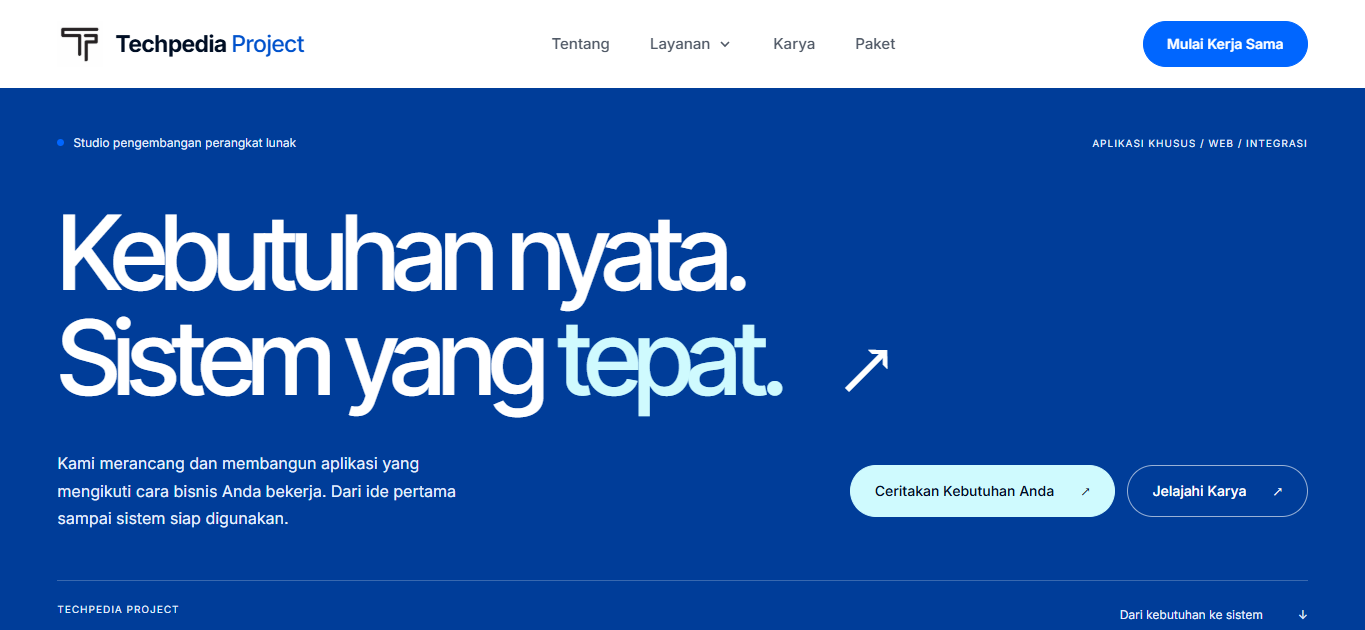 Techpedia Project
Tentang
Layanan
Karya
Paket
Mulai Kerja Sama
Studio pengembangan perangkat lunak
APLIKASI KHUSUS / WEB / INTEGRASI
Kebutuhan nyata.
Sistem yang tepat.
Kami merancang dan membangun aplikasi yang
mengikuti cara bisnis Anda bekerja. Dari ide pertama
sampai sistem siap digunakan.
Ceritakan Kebutuhan Anda ↗
Jelajahi Karya ↗
TECHPEDIA PROJECT
Dari kebutuhan ke sistem ↓